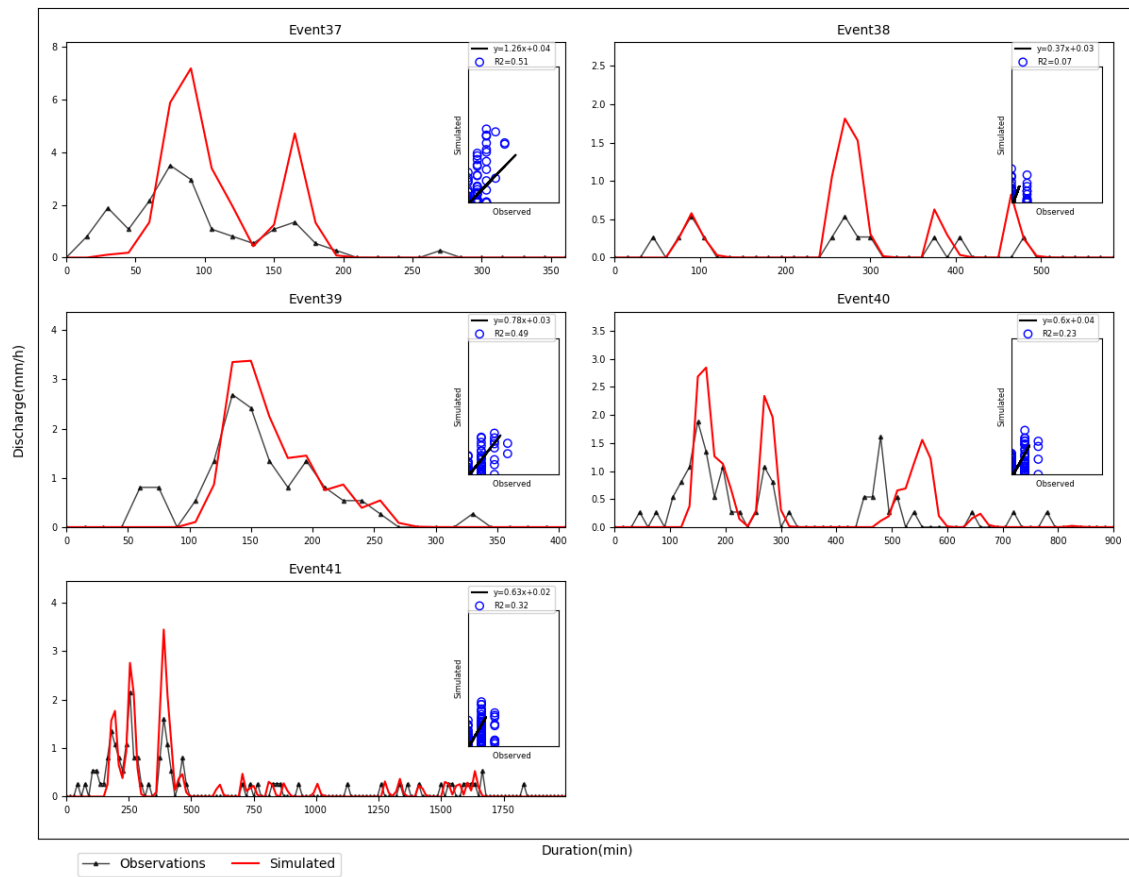 Event37
y=1.26x+0.04
R2=0.51
Simulated
Observed
8
6
4
2
0
0 50 100 150 200 250 300 350
Event38
y=0.37x+0.03
R2=0.07
Simulated
Observed
2.5
2.0
1.5
1.0
0.5
0.0
0 100 200 300 400 500
Event39
y=0.78x+0.03
R2=0.49
Simulated
Observed
4
3
2
1
0
0 50 100 150 200 250 300 350 400
Event40
y=0.6x+0.04
R2=0.23
Simulated
Observed
3.5
3.0
2.5
2.0
1.5
1.0
0.5
0.0
0 100 200 300 400 500 600 700 800 900
Discharge(mm/h)
Event41
y=0.63x+0.02
R2=0.32
Simulated
Observed
4
3
2
1
0
0 250 500 750 1000 1250 1500 1750
Duration(min)
Observations Simulated